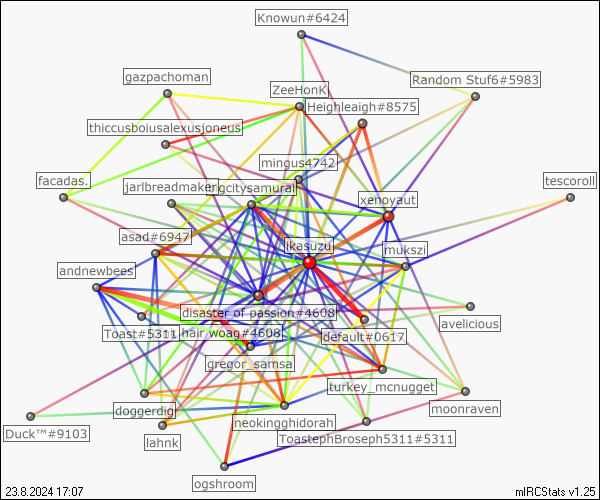 Knowun#6424
gazpachoman
Random Stuf6#5983
ZeeHonK
Heighleaigh#8575
thiccusboiusalexusjoneus
mingus4742
facadas.
jarlbreadmaker
bigcitysamurai
xenoyaut
tescoroll
asad#6947
ikasuzu
mukszi
andnewbees
disaster of passion#4608
avelicious
Toast#5311
hair woag#4608
default#0617
gregor_samsa
turkey_mcnugget
doggerdig
neokingghidorah
moonraven
Duck™#9103
lahnk
ToastephBroseph5311#5311
ogshroom
23.8.2024 17:07
mIRCStats v1.25